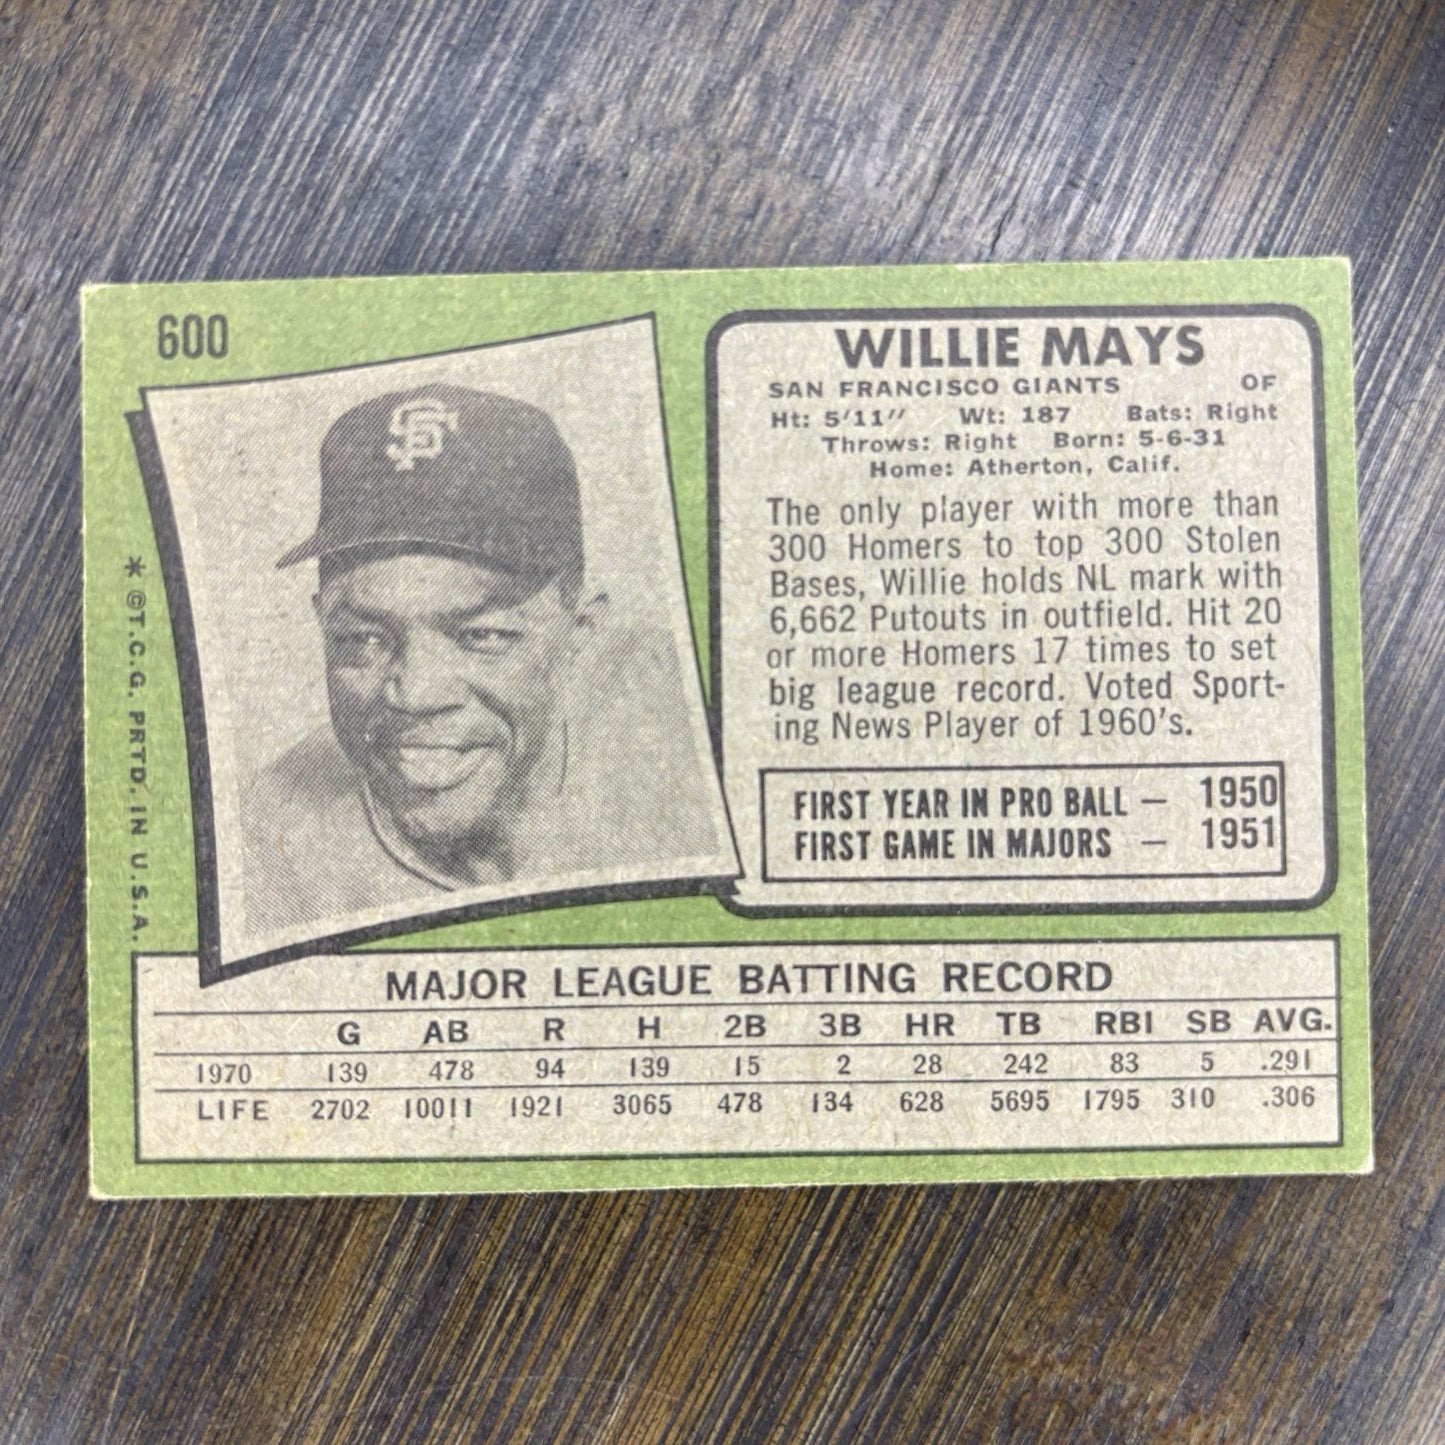 600
SF
* ©T.C.G. PRTD. IN U.S.A.
WILLIE MAYS
SAN FRANCISCO GIANTS OF
Ht: 5'11" Wt: 187 Bats: Right
Throws: Right Born: 5-6-31
Home: Atherton, Calif.
The only player with more than
300 Homers to top 300 Stolen
Bases, Willie holds NL mark with
6,662 Putouts in outfield. Hit 20
or more Homers 17 times to set
big league record. Voted Sport-
ing News Player of 1960's.
FIRST YEAR IN PRO BALL — 1950
FIRST GAME IN MAJORS — 1951
MAJOR LEAGUE BATTING RECORD
G AB R H 2B 3B HR TB RBI SB AVG.
1970 139 478 94 139 15 2 28 242 83 5 .291
LIFE 2702 10011 1921 3065 478 134 628 5695 1795 310 .306